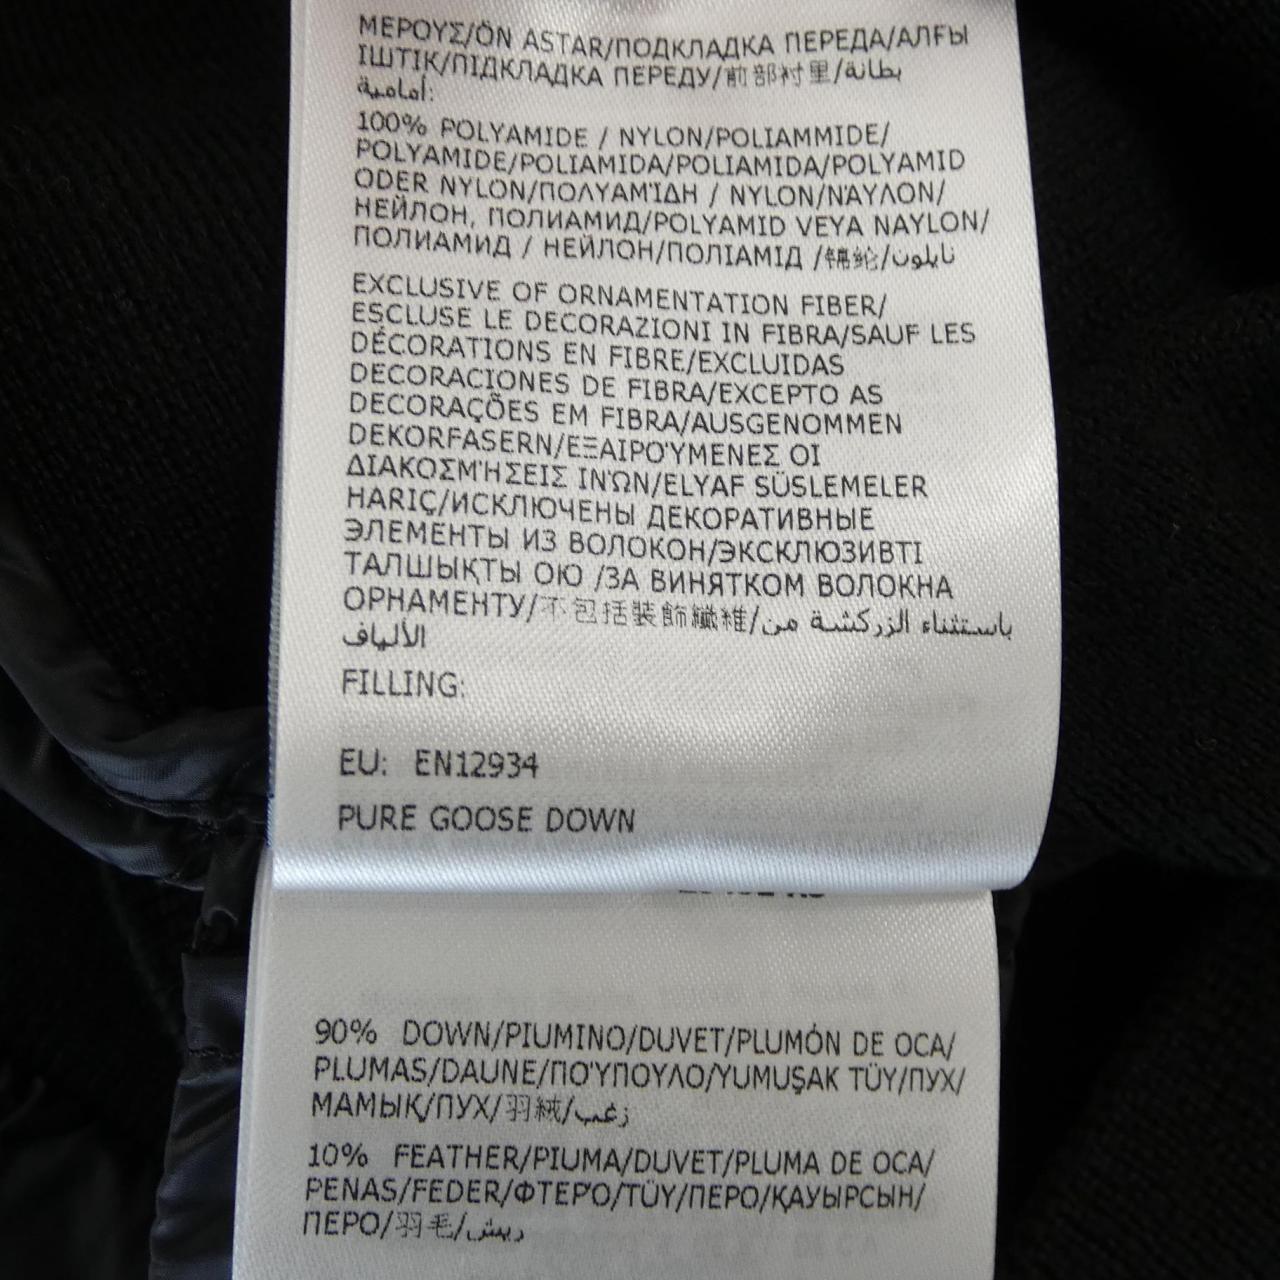 ΜΕΡΟΥΣ/ÖN ASTAR/ПОДКЛАДКА ПЕРЕДА/АЛҒЫ
ІШТІК/ПІДКЛАДКА ПЕРЕДУ/前部衬里/بطانة
أمامية:
100% POLYAMIDE / NYLON/POLIAMMIDE/
POLYAMIDE/POLIAMIDA/POLIAMIDA/POLYAMID
ODER NYLON/ΠΟΛΥΑΜΊΔΗ / NYLON/ΝΆΥΛΟΝ/
НЕЙЛОН, ПОЛИАМИД/POLYAMID VEYA NAYLON/
ПОЛИАМИД / НЕЙЛОН/ПОЛІАМІД /锦纶/نايلون
EXCLUSIVE OF ORNAMENTATION FIBER/
ESCLUSE LE DECORAZIONI IN FIBRA/SAUF LES
DÉCORATIONS EN FIBRE/EXCLUIDAS
DECORACIONES DE FIBRA/EXCEPTO AS
DECORAÇÕES EM FIBRA/AUSGENOMMEN
DEKORFASERN/ΕΞΑΙΡΟΎΜΕΝΕΣ ΟΙ
ΔΙΑΚΟΣΜΉΣΕΙΣ ΙΝΏΝ/ELYAF SÜSLEMELER
HARIÇ/ИСКЛЮЧЕНЫ ДЕКОРАТИВНЫЕ
ЭЛЕМЕНТЫ ИЗ ВОЛОКОН/ЭКСКЛЮЗИВТІ
ТАЛШЫҚТЫ ОЮ /ЗА ВИНЯТКОМ ВОЛОКНА
ОРНАМЕНТУ/不包括装飾纖維/باستثناء الزركشة من
الألياف
FILLING:
EU: EN12934
PURE GOOSE DOWN
90% DOWN/PIUMINO/DUVET/PLUMÓN DE OCA/
PLUMAS/DAUNE/ΠΟΎΠΟΥΛΟ/YUMUŞAK TÜY/ПУХ/
МАМЫҚ/ПУХ/羽絨/زغب
10% FEATHER/PIUMA/DUVET/PLUMA DE OCA/
PENAS/FEDER/ΦΤΕΡΌ/TÜY/ПЕРО/ҚАУЫРСЫН/
ПЕРО/羽毛/ريش